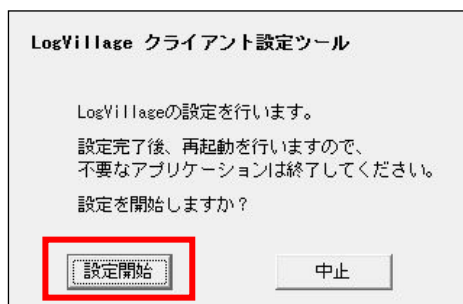 LogVillage クライアント設定ツール
LogVillageの設定を行います。
設定完了後、再起動を行いますので、
不要なアプリケーションは終了してください。
設定を開始しますか？
設定開始
中止